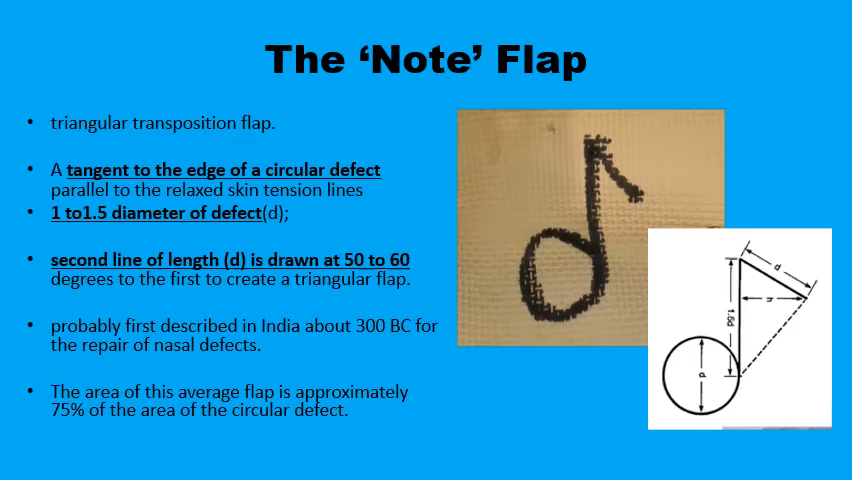 The ‘Note’ Flap
• triangular transposition flap.
• A tangent to the edge of a circular defect
parallel to the relaxed skin tension lines
• 1 to1.5 diameter of defect(d);
• second line of length (d) is drawn at 50 to 60
degrees to the first to create a triangular flap.
• probably first described in India about 300 BC for
the repair of nasal defects.
• The area of this average flap is approximately
75% of the area of the circular defect.
d
1.5d
d